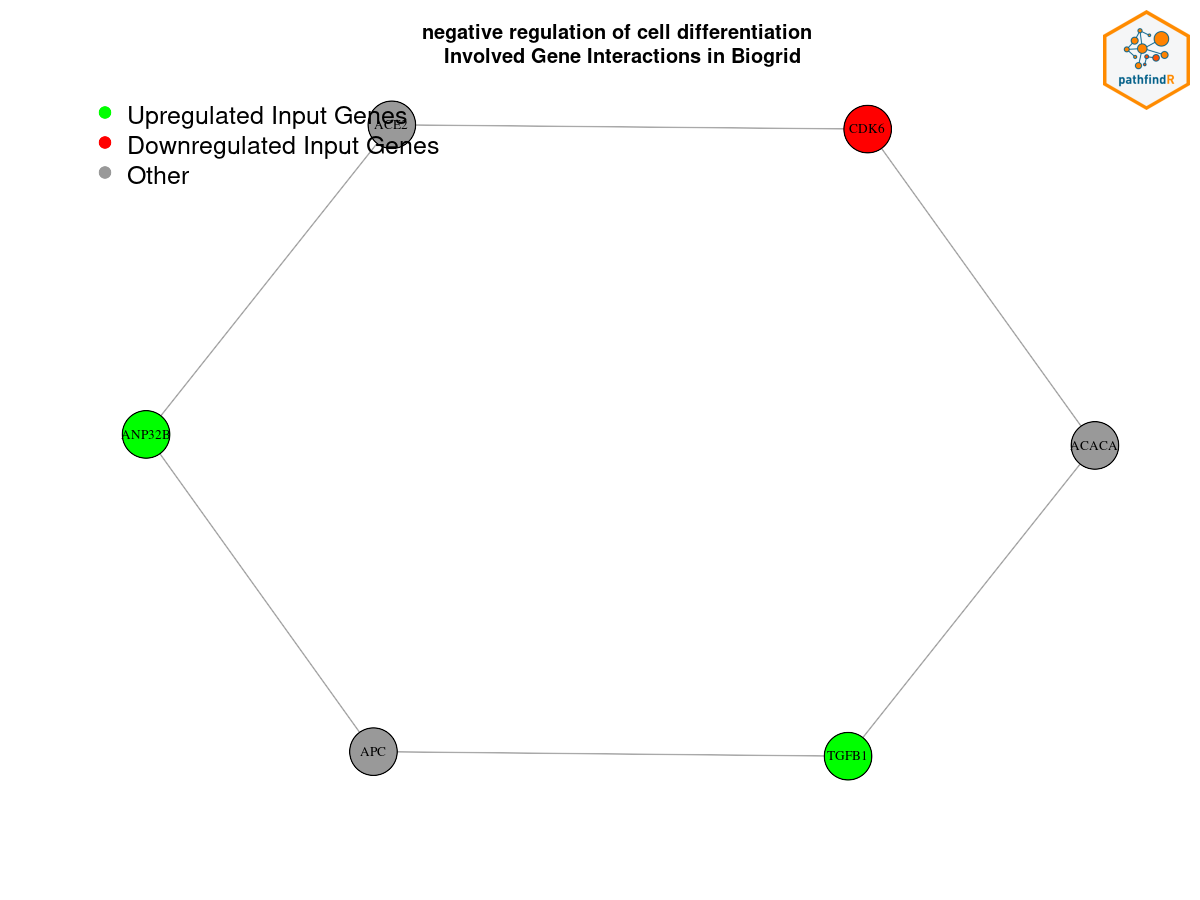 negative regulation of cell differentiation
Involved Gene Interactions in Biogrid
pathfindR
Upregulated Input Genes
Downregulated Input Genes
Other
ACE2
CDK6
ANP32B
ACACA
APC
TGFB1